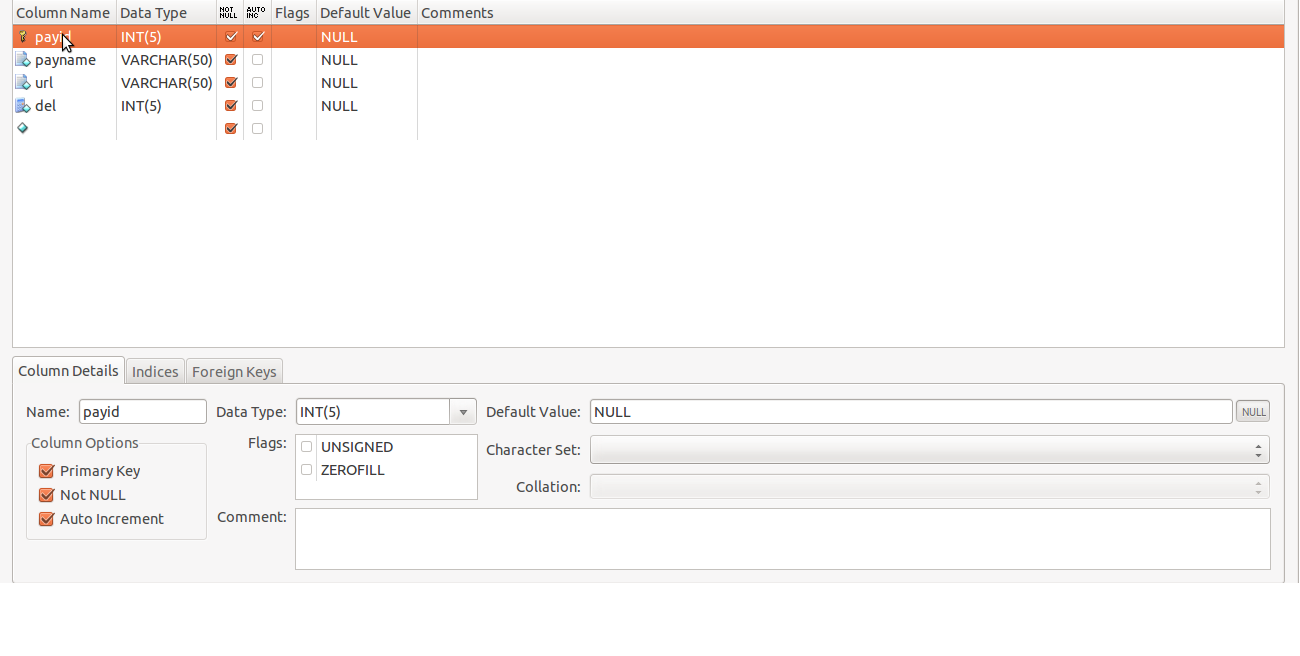 Column Name Data Type NOT NULL AUTO INC Flags Default Value Comments
payid INT(5) NULL
payname VARCHAR(50) NULL
url VARCHAR(50) NULL
del INT(5) NULL
Column Details Indices Foreign Keys
Name: payid Data Type: INT(5) Default Value: NULL NULL
Column Options Flags: UNSIGNED Character Set:
Primary Key ZEROFILL
Not NULL Collation:
Auto Increment Comment: